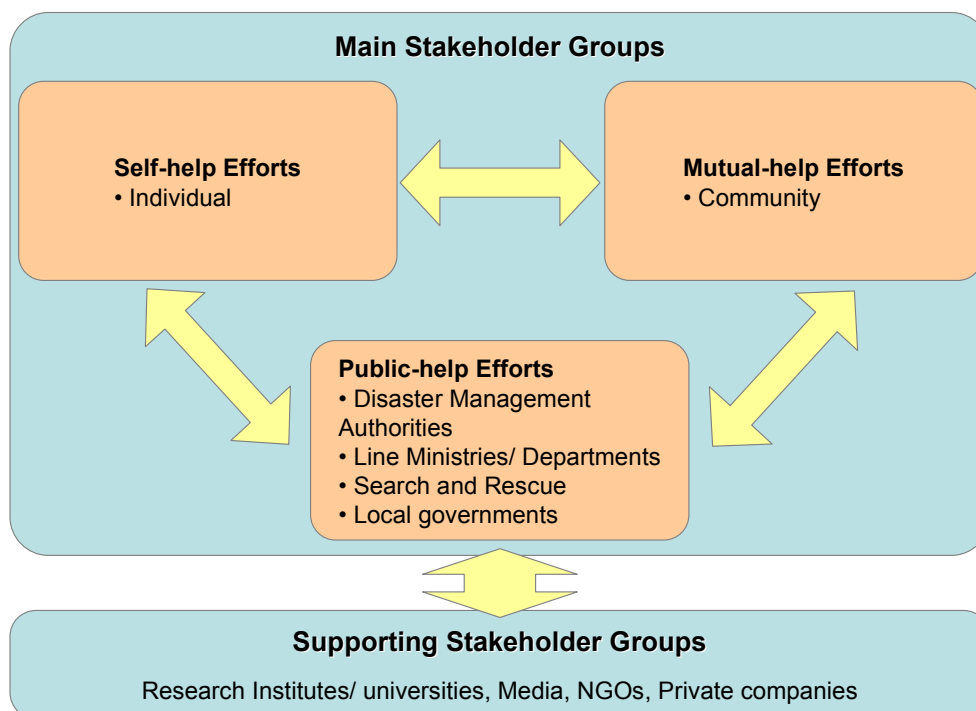 Main Stakeholder Groups
Self-help Efforts
• Individual
Mutual-help Efforts
• Community
Public-help Efforts
• Disaster Management
Authorities
• Line Ministries/ Departments
• Search and Rescue
• Local governments
Supporting Stakeholder Groups
Research Institutes/ universities, Media, NGOs, Private companies